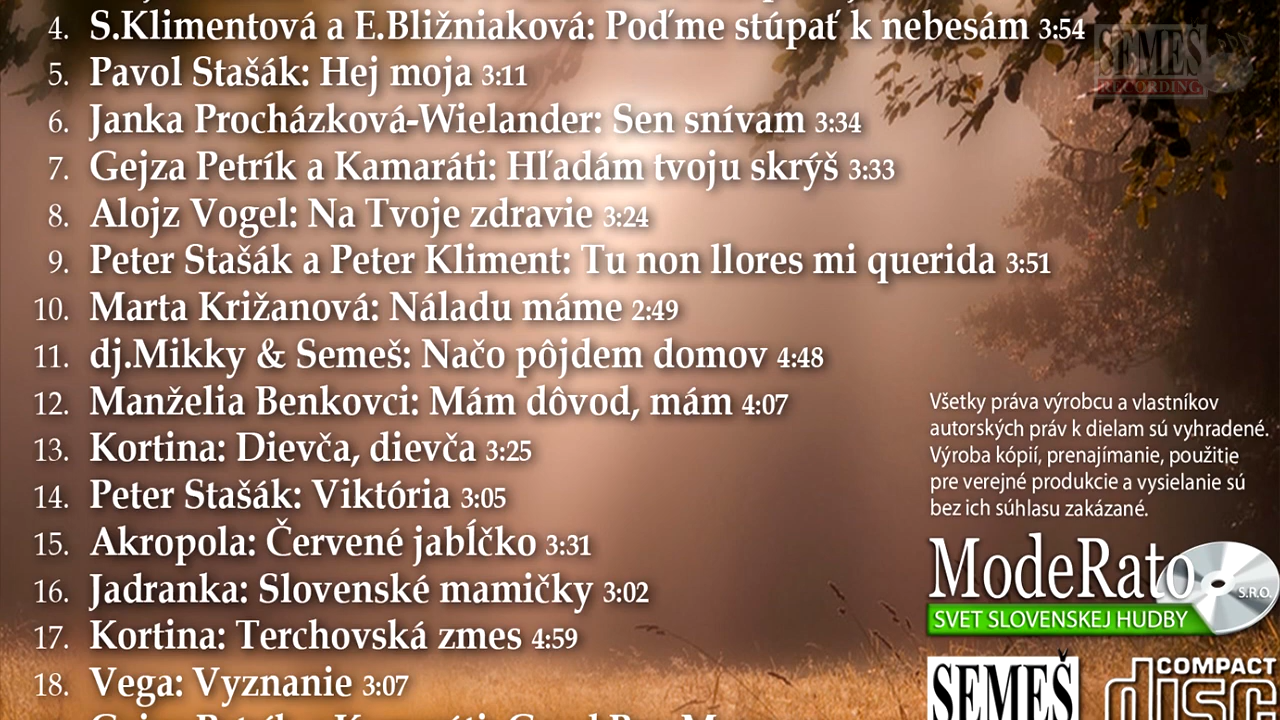 4. S.Klimentová a E.Bližniaková: Poďme stúpať k nebesám 3:54
SEMEŠ
RECORDING
5. Pavol Stašák: Hej moja 3:11
6. Janka Procházková-Wielander: Sen snívam 3:34
7. Gejza Petrík a Kamaráti: Hľadám tvoju skrýš 3:33
8. Alojz Vogel: Na Tvoje zdravie 3:24
9. Peter Stašák a Peter Kliment: Tu non llores mi querida 3:51
10. Marta Križanová: Náladu máme 2:49
11. dj.Mikky & Semeš: Načo pôjdem domov 4:48
12. Manželia Benkovci: Mám dôvod, mám 4:07
13. Kortina: Dievča, dievča 3:25
14. Peter Stašák: Viktória 3:05
15. Akropola: Červené jabĺčko 3:31
16. Jadranka: Slovenské mamičky 3:02
17. Kortina: Terchovská zmes 4:59
18. Vega: Vyznanie 3:07
Všetky práva výrobcu a vlastníkov
autorských práv k dielam sú vyhradené.
Výroba kópií, prenajímanie, použitie
pre verejné produkcie a vysielanie sú
bez ich súhlasu zakázané.
ModeRato
S.R.O.
SVET SLOVENSKEJ HUDBY
SEMEŠ
COMPACT
disc